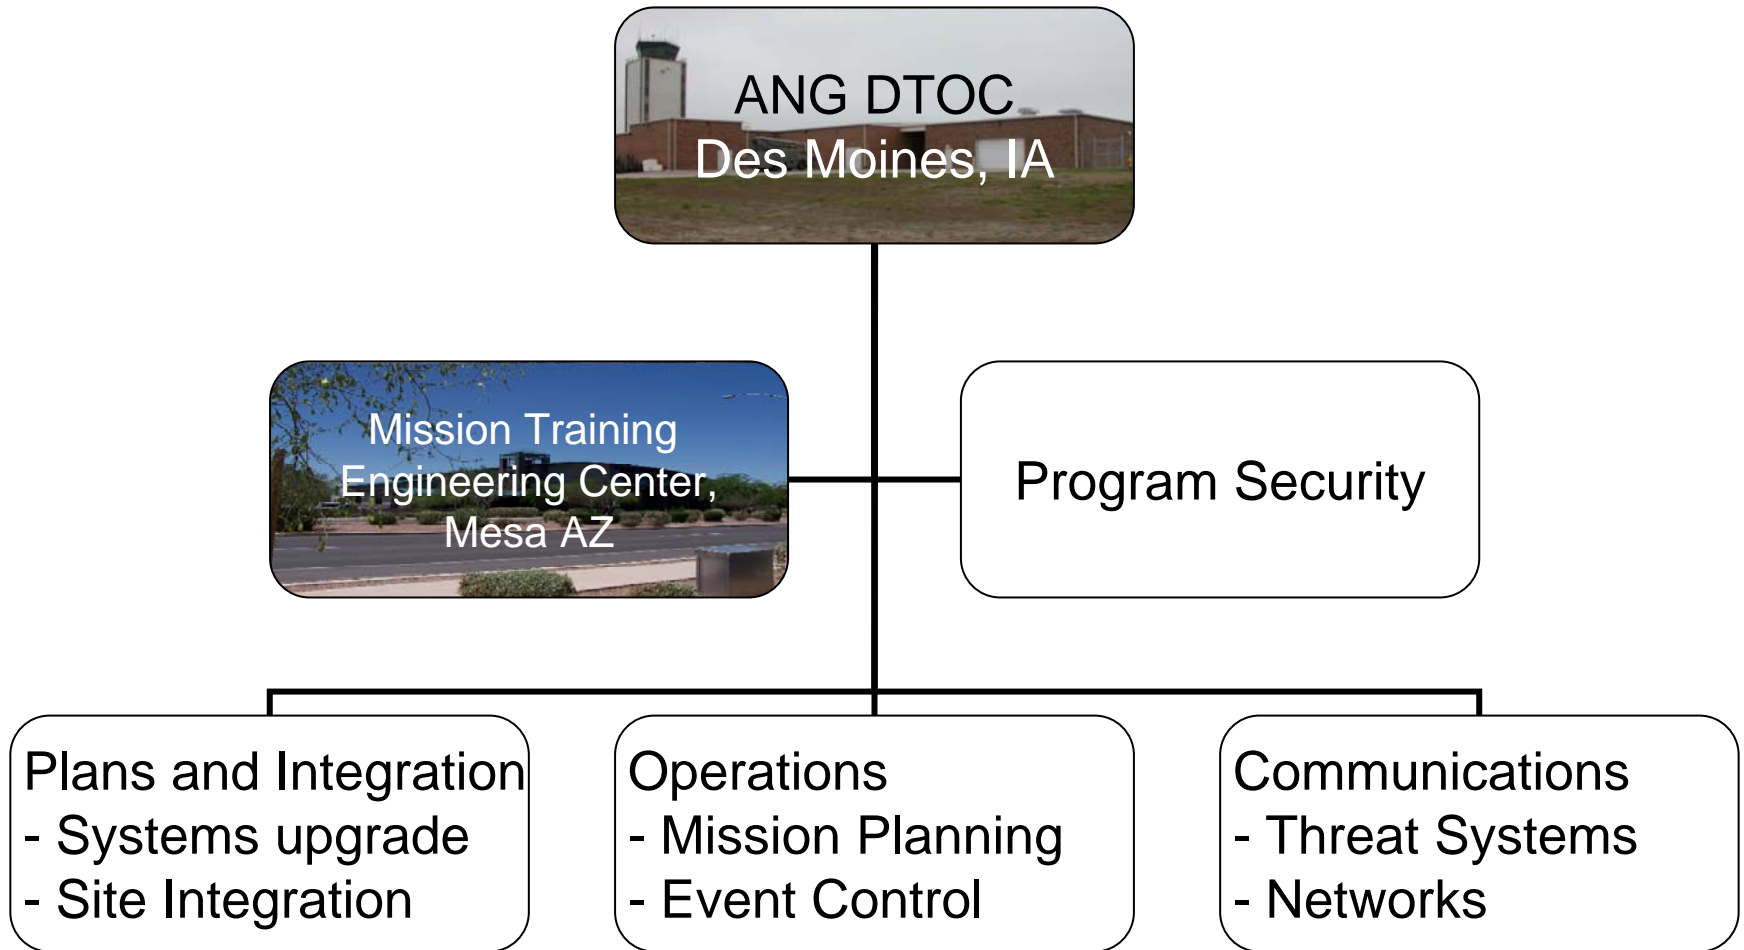 ANG DTOC
Des Moines, IA
Mission Training
Engineering Center,
Mesa AZ
Program Security
Plans and Integration
- Systems upgrade
- Site Integration
Operations
- Mission Planning
- Event Control
Communications
- Threat Systems
- Networks